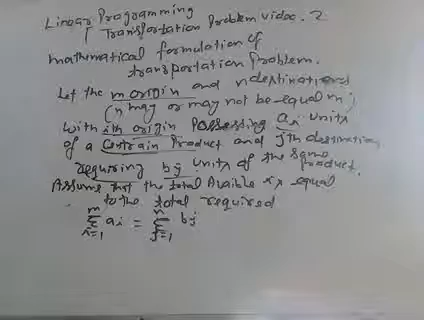 Linear Programming
(Transportation Problem video. 2
mathematical formulation of
transportation Problem.
Let the m origin and n destinations
(n may or may not be equal m)
with ith origin Possessing ai units
of a Certain Product and jth destination
requiring bj units of the same
product.
Assume that the total Avaible is equal
to the total required
m n
Σ ai = Σ bj
i=1 j=1